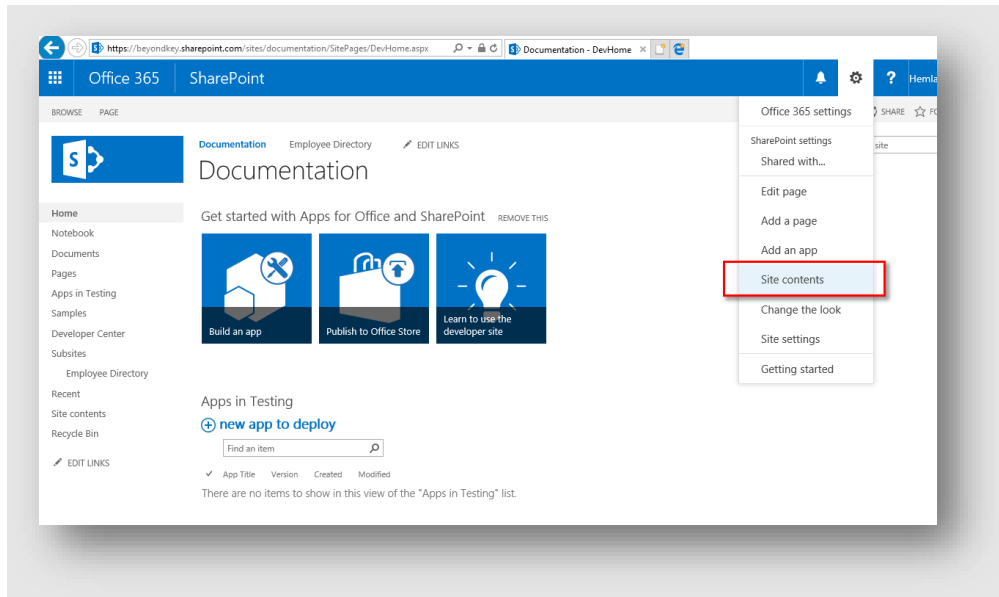 https://beyondkey.sharepoint.com/sites/documentation/SitePages/DevHome.aspx
Documentation - DevHome
Office 365
SharePoint
?
Hemla
BROWSE PAGE
SHARE
FO
Documentation Employee Directory EDIT LINKS
Documentation
site
Home
Notebook
Documents
Pages
Apps in Testing
Samples
Developer Center
Subsites
Employee Directory
Recent
Site contents
Recycle Bin
EDIT LINKS
Get started with Apps for Office and SharePoint REMOVE THIS
Build an app
Publish to Office Store
Learn to use the
developer site
Apps in Testing
new app to deploy
Find an item
App Title Version Created Modified
There are no items to show in this view of the "Apps in Testing" list.
Office 365 settings
SharePoint settings
Shared with...
Edit page
Add a page
Add an app
Site contents
Change the look
Site settings
Getting started